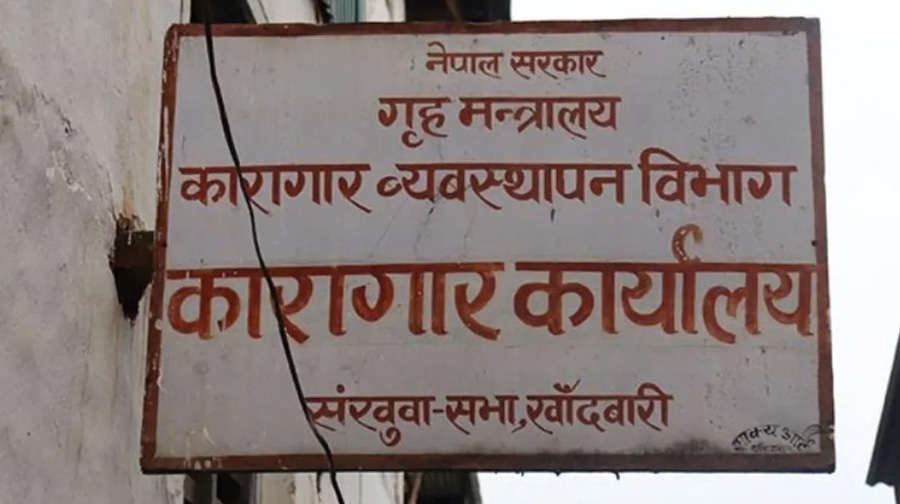 नेपाल सरकार
गृह मन्त्रालय
कारागार व्यवस्थापन विभाग
कारागार कार्यालय
संखुवा-सभा,खाँदबारी